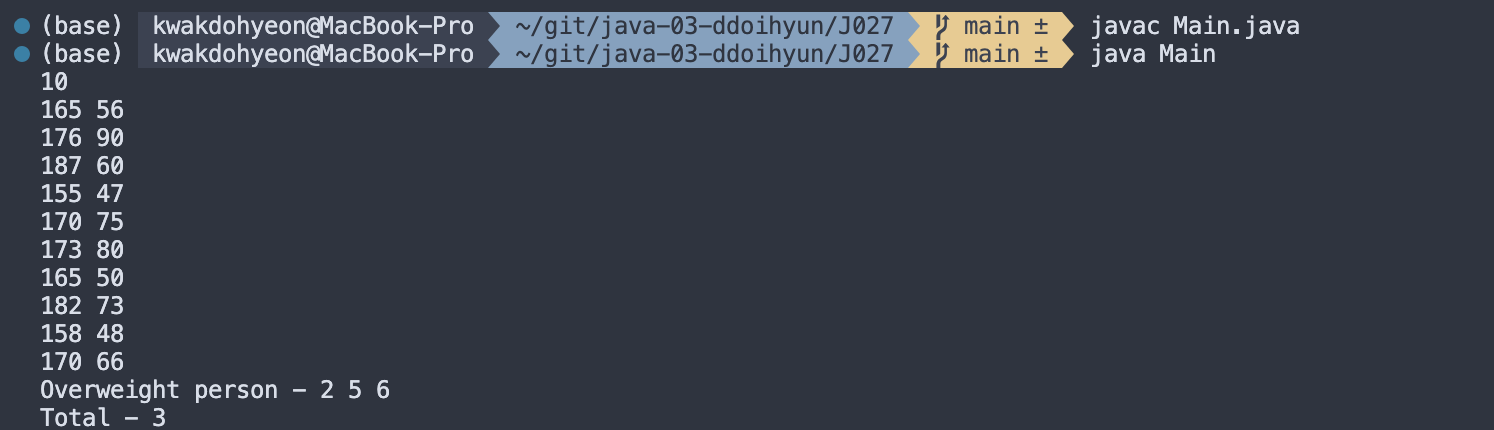 (base) kwakdohyeon@MacBook-Pro ~/git/java-03-ddoihyun/J027 main ± javac Main.java
(base) kwakdohyeon@MacBook-Pro ~/git/java-03-ddoihyun/J027 main ± java Main
10
165 56
176 90
187 60
155 47
170 75
173 80
165 50
182 73
158 48
170 66
Overweight person - 2 5 6
Total - 3